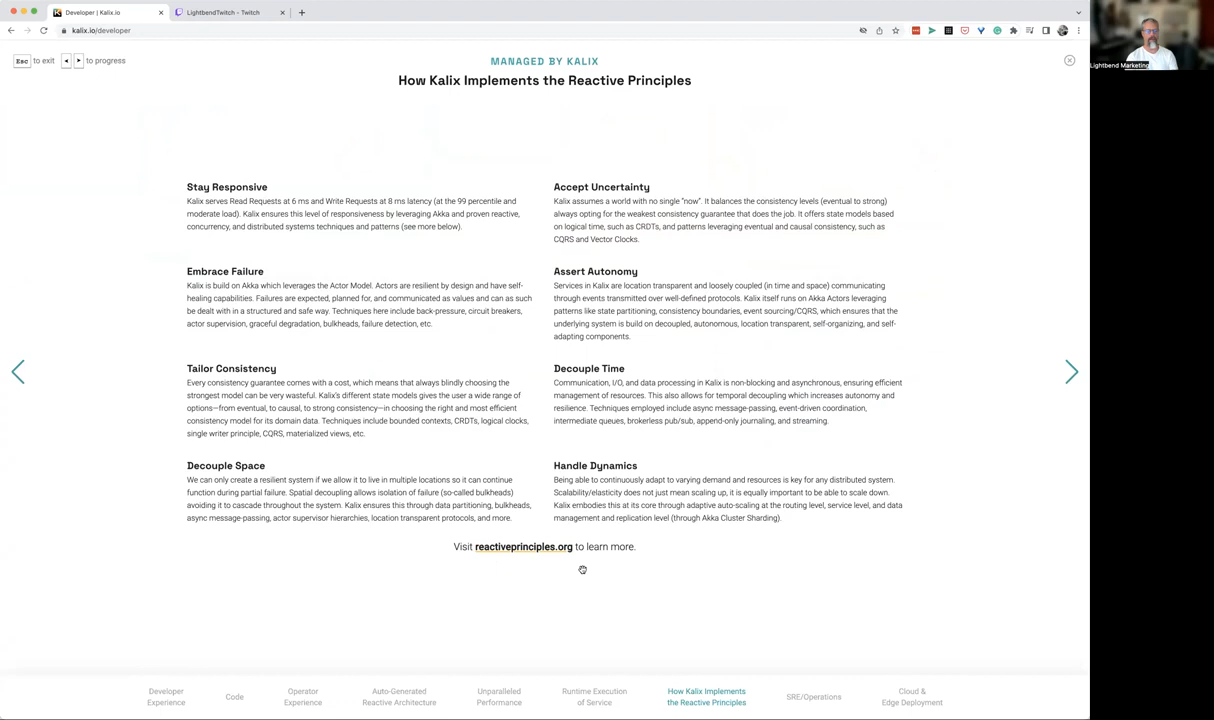 Developer | Kalix.io
LightbendTwitch - Twitch
kalix.io/developer
Esc to exit ◄ ► to progress
MANAGED BY KALIX
How Kalix Implements the Reactive Principles
Stay Responsive
Kalix serves Read Requests at 6 ms and Write Requests at 8 ms latency (at the 99 percentile and
moderate load). Kalix ensures this level of responsiveness by leveraging Akka and proven reactive,
concurrency, and distributed systems techniques and patterns (see more below).
Embrace Failure
Kalix is build on Akka which leverages the Actor Model. Actors are resilient by design and have self-
healing capabilities. Failures are expected, planned for, and communicated as values and can as such
be dealt with in a structured and safe way. Techniques here include back-pressure, circuit breakers,
actor supervision, graceful degradation, bulkheads, failure detection, etc.
Tailor Consistency
Every consistency guarantee comes with a cost, which means that always blindly choosing the
strongest model can be very wasteful. Kalix's different state models gives the user a wide range of
options—from eventual, to causal, to strong consistency—in choosing the right and most efficient
consistency model for its domain data. Techniques include bounded contexts, CRDTs, logical clocks,
single writer principle, CQRS, materialized views, etc.
Decouple Space
We can only create a resilient system if we allow it to live in multiple locations so it can continue
function during partial failure. Spatial decoupling allows isolation of failure (so-called bulkheads)
avoiding it to cascade throughout the system. Kalix ensures this through data partitioning, bulkheads,
async message-passing, actor supervisor hierarchies, location transparent protocols, and more.
Accept Uncertainty
Kalix assumes a world with no single "now". It balances the consistency levels (eventual to strong)
always opting for the weakest consistency guarantee that does the job. It offers state models based
on logical time, such as CRDTs, and patterns leveraging eventual and causal consistency, such as
CQRS and Vector Clocks.
Assert Autonomy
Services in Kalix are location transparent and loosely coupled (in time and space) communicating
through events transmitted over well-defined protocols. Kalix itself runs on Akka Actors leveraging
patterns like state partitioning, consistency boundaries, event sourcing/CQRS, which ensures that the
underlying system is build on decoupled, autonomous, location transparent, self-organizing, and self-
adapting components.
Decouple Time
Communication, I/O, and data processing in Kalix is non-blocking and asynchronous, ensuring efficient
management of resources. This also allows for temporal decoupling which increases autonomy and
resilience. Techniques employed include async message-passing, event-driven coordination,
intermediate queues, brokerless pub/sub, append-only journaling, and streaming.
Handle Dynamics
Being able to continuously adapt to varying demand and resources is key for any distributed system.
Scalability/elasticity does not just mean scaling up, it is equally important to be able to scale down.
Kalix embodies this at its core through adaptive auto-scaling at the routing level, service level, and data
management and replication level (through Akka Cluster Sharding).
Visit reactiveprinciples.org to learn more.
Developer
Experience
Code
Operator
Experience
Auto-Generated
Reactive Architecture
Unparalleled
Performance
Runtime Execution
of Service
How Kalix Implements
the Reactive Principles
SRE/Operations
Cloud &
Edge Deployment
Lightbend Marketing